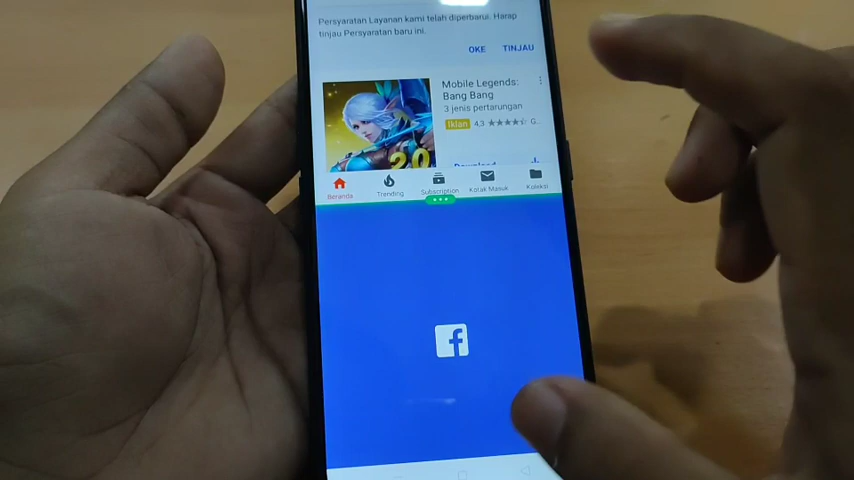 Persyaratan Layanan kami telah diperbarui. Harap
tinjau Persyaratan baru ini.
OKE TINJAU
Mobile Legends:
Bang Bang
3 jenis pertarungan
Iklan 4,3 ★★★★ G...
20
Download
Beranda Trending Subscription Kotak Masuk Koleksi
f